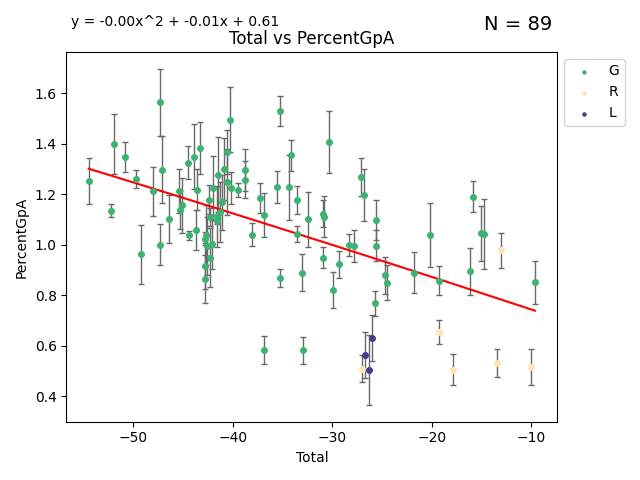 y = -0.00x^2 + -0.01x + 0.61
N = 89
Total vs PercentGpA
G
R
L
PercentGpA
1.6
1.4
1.2
1.0
0.8
0.6
0.4
−50 −40 −30 −20 −10
Total